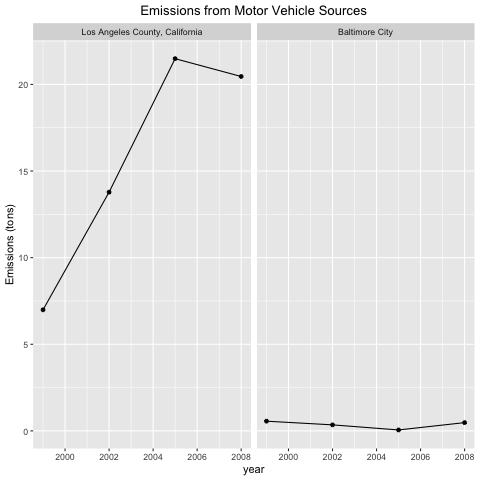 Emissions from Motor Vehicle Sources
Los Angeles County, California
Baltimore City
Emissions (tons)
20
15
10
5
0
2000 2002 2004 2006 2008
2000 2002 2004 2006 2008
year